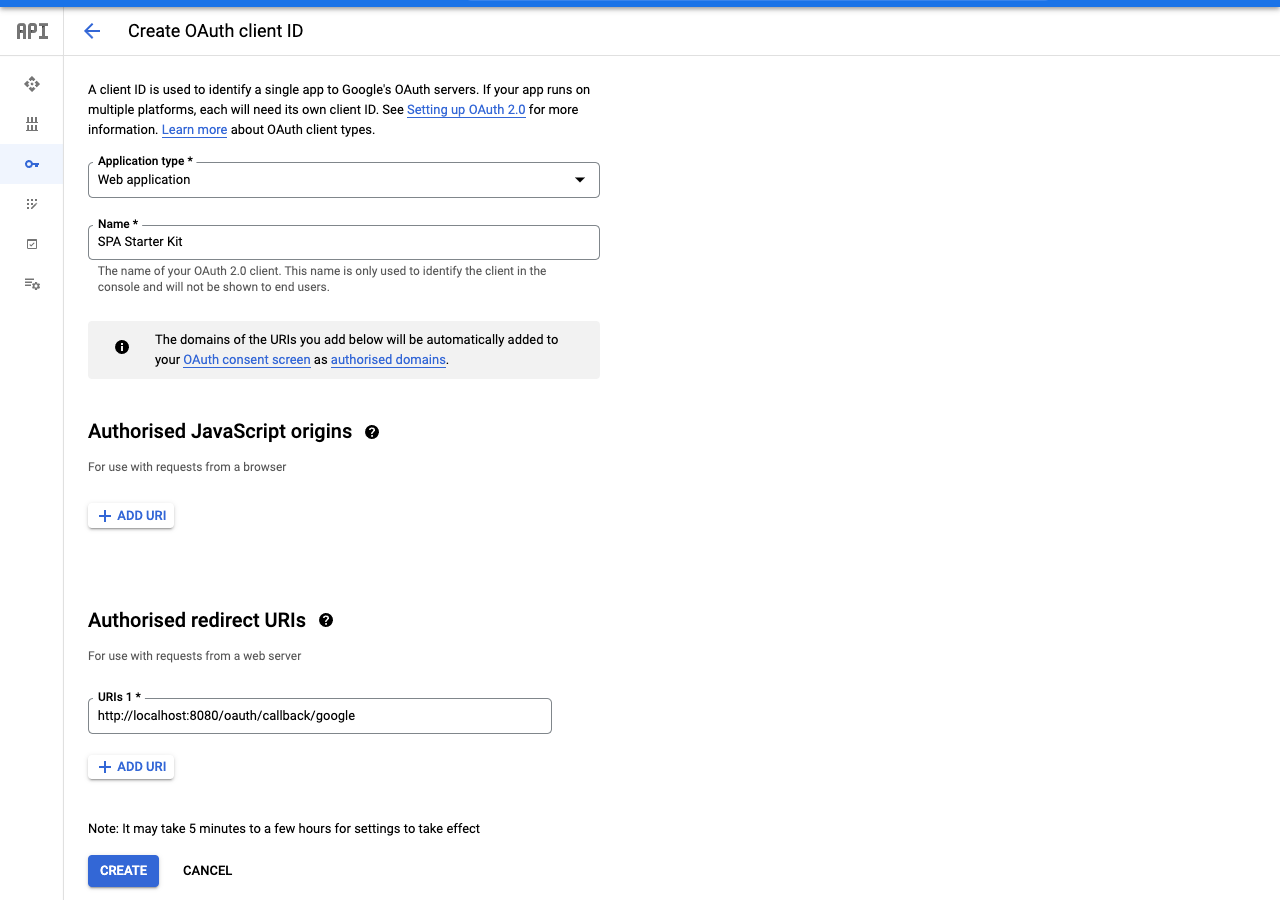 API
Create OAuth client ID
A client ID is used to identify a single app to Google's OAuth servers. If your app runs on
multiple platforms, each will need its own client ID. See Setting up OAuth 2.0 for more
information. Learn more about OAuth client types.
Application type *
Web application
Name *
SPA Starter Kit
The name of your OAuth 2.0 client. This name is only used to identify the client in the
console and will not be shown to end users.
The domains of the URIs you add below will be automatically added to
your OAuth consent screen as authorised domains.
Authorised JavaScript origins
For use with requests from a browser
ADD URI
Authorised redirect URIs
For use with requests from a web server
URIs 1 *
http://localhost:8080/oauth/callback/google
ADD URI
Note: It may take 5 minutes to a few hours for settings to take effect
CREATE CANCEL